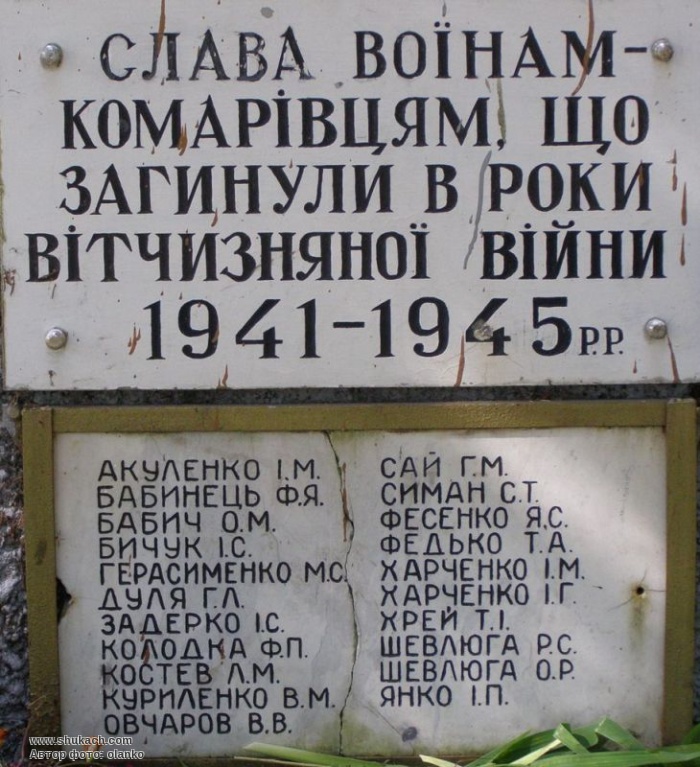 СЛАВА ВОЇНАМ-
КОМАРІВЦЯМ, ЩО
ЗАГИНУЛИ В РОКИ
ВІТЧИЗНЯНОЇ ВІЙНИ
1941-1945 Р.Р.
АКУЛЕНКО І.М.
БАБИНЕЦЬ Ф.Я.
БАБИЧ О.М.
БИЧУК І.С.
ГЕРАСИМЕНКО М.С.
ДУЛЯ Г.Л.
ЗАДЕРКО І.С.
КОЛОДКА Ф.П.
КОСТЕВ Л.М.
КУРИЛЕНКО В.М.
ОВЧАРОВ В.В.
САЙ Г.М.
СИМАН С.Т.
ФЕСЕНКО Я.С.
ФЕДЬКО Т.А.
ХАРЧЕНКО І.М.
ХАРЧЕНКО І.Г.
ХРЕЙ Т.І.
ШЕВЛЮГА Р.С.
ШЕВЛЮГА О.Р.
ЯНКО І.П.
www.shukach.com
Автор фото: olanko